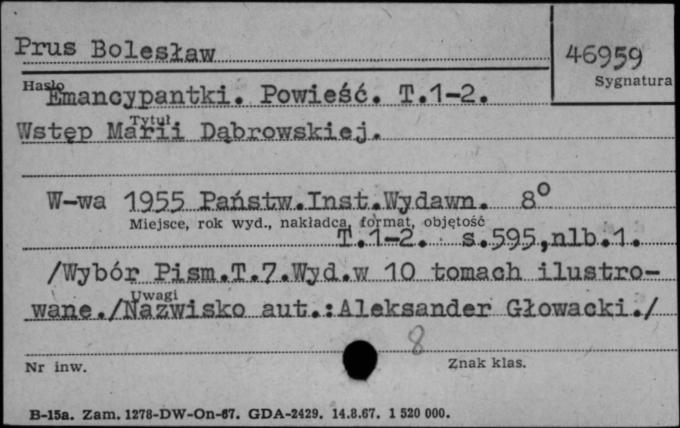 Prus Bolesław
46959
Hasło
Sygnatura
Emancypantki. Powieść. T.1-2.
Tytuł
Wstęp Marii Dąbrowskiej.
W-wa 1955 Państw.Inst.Wydawn. 8°
Miejsce, rok wyd., nakładca, format, objętość
T.1-2. s.595,nlb.1.
/Wybór Pism.T.7.Wyd.w 10 tomach ilustro-
Uwagi
wane./Nazwisko aut.:Aleksander Głowacki./
8
Nr inw.
Znak klas.
B-15a. Zam. 1278-DW-On-67. GDA-2429. 14.8.67. 1 520 000.